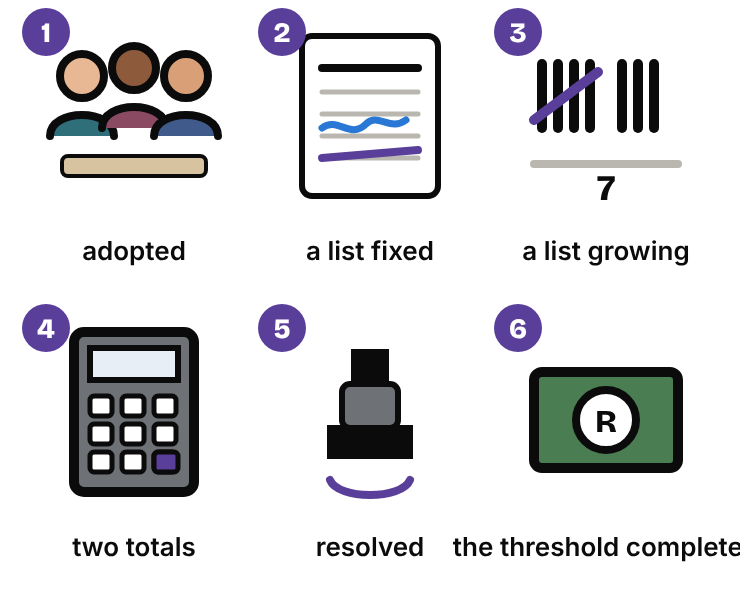 1
adopted
2
a list fixed
3
7
a list growing
4
two totals
5
resolved
6
R
the threshold complete